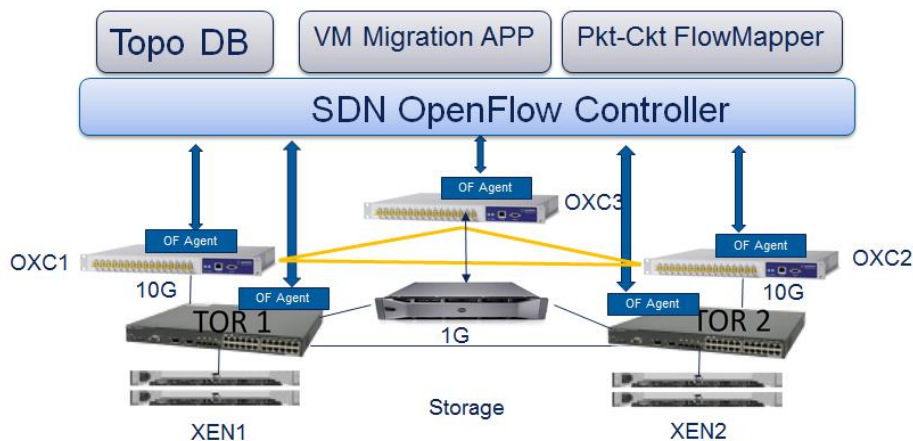 Topo DB
VM Migration APP
Pkt-Ckt FlowMapper
SDN OpenFlow Controller
OF Agent
OXC3
OF Agent
OF Agent
OXC1
OXC2
10G
10G
OF Agent
OF Agent
TOR 1
TOR 2
1G
Storage
XEN1
XEN2